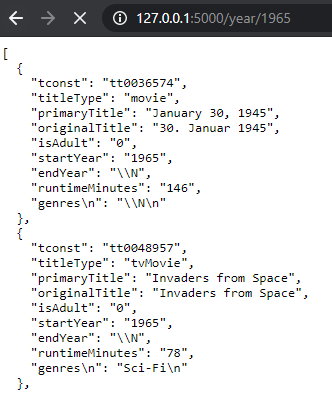 127.0.0.1:5000/year/1965
[
  {
    "tconst": "tt0036574",
    "titleType": "movie",
    "primaryTitle": "January 30, 1945",
    "originalTitle": "30. Januar 1945",
    "isAdult": "0",
    "startYear": "1965",
    "endYear": "\\N",
    "runtimeMinutes": "146",
    "genres\n": "\\N\n"
  },
  {
    "tconst": "tt0048957",
    "titleType": "tvMovie",
    "primaryTitle": "Invaders from Space",
    "originalTitle": "Invaders from Space",
    "isAdult": "0",
    "startYear": "1965",
    "endYear": "\\N",
    "runtimeMinutes": "78",
    "genres\n": "Sci-Fi\n"
  },